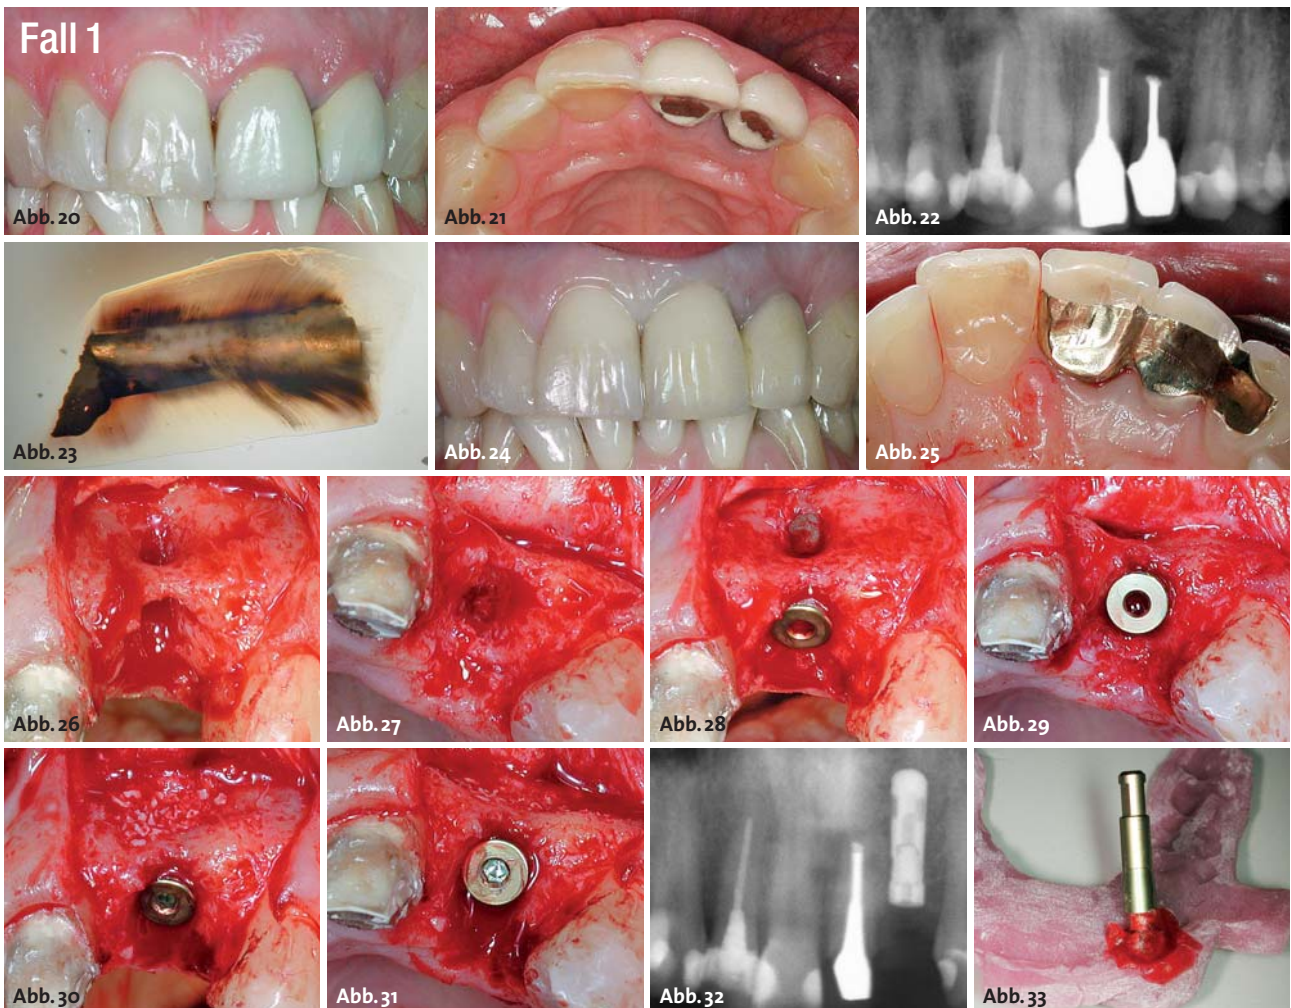 Fall 1
Abb. 20
Abb. 21
Abb. 22
Abb. 23
Abb. 24
Abb. 25
Abb. 26
Abb. 27
Abb. 28
Abb. 29
Abb. 30
Abb. 31
Abb. 32
Abb. 33